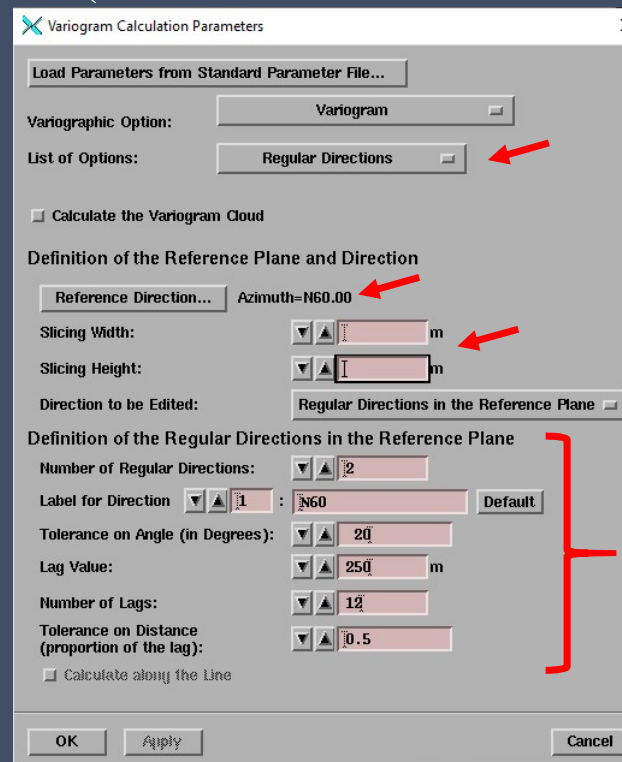 Variogram Calculation Parameters
Load Parameters from Standard Parameter File...
Variographic Option: Variogram
List of Options: Regular Directions
Calculate the Variogram Cloud
Definition of the Reference Plane and Direction
Reference Direction... Azimuth=N60.00
Slicing Width: m
Slicing Height: m
Direction to be Edited: Regular Directions in the Reference Plane
Definition of the Regular Directions in the Reference Plane
Number of Regular Directions: 2
Label for Direction 1 : N60 Default
Tolerance on Angle (in Degrees): 20
Lag Value: 250 m
Number of Lags: 12
Tolerance on Distance
(proportion of the lag): 0.5
Calculate along the Line
OK Apply Cancel